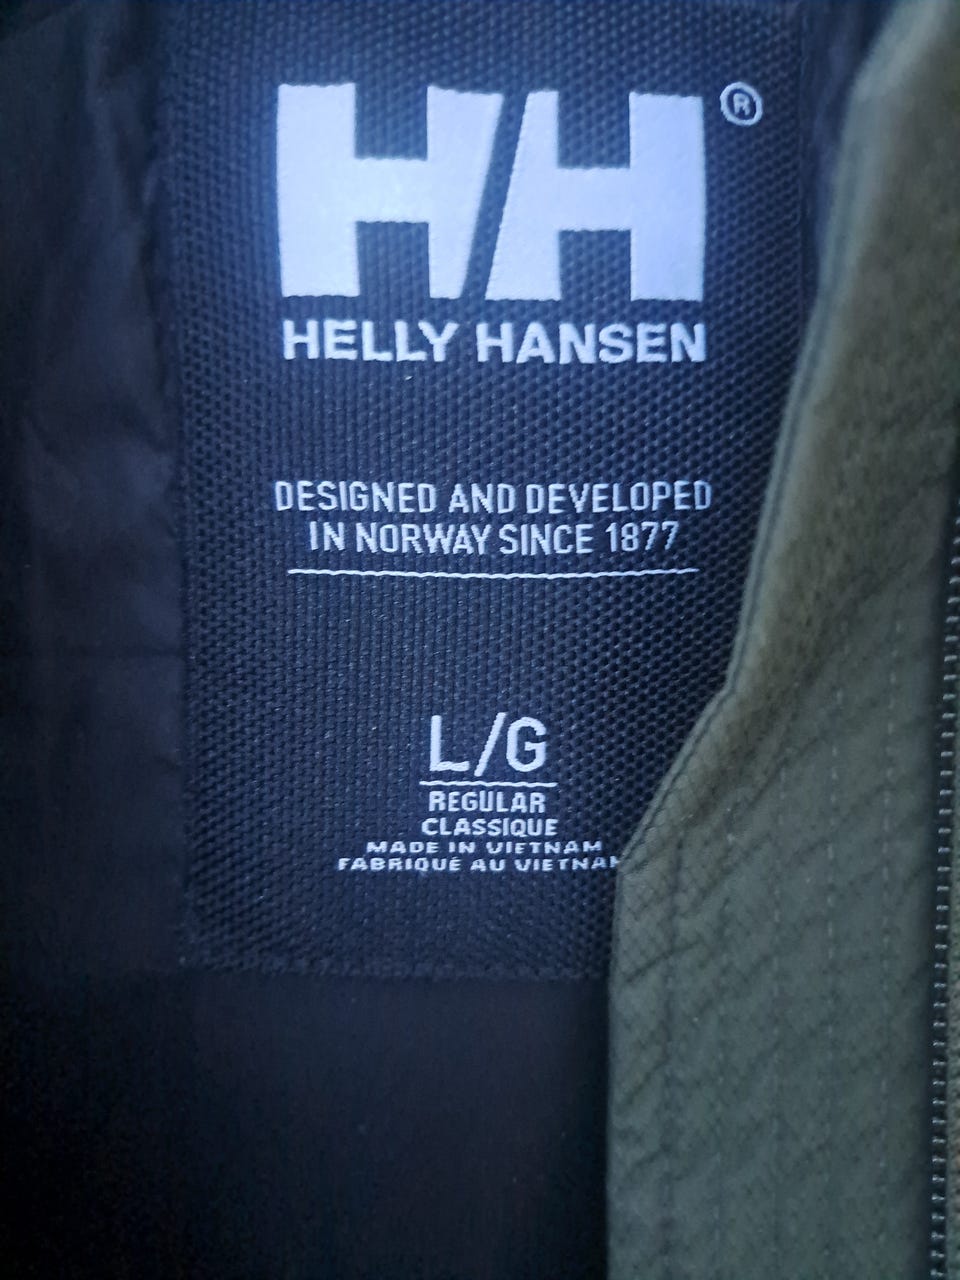 HH®
HELLY HANSEN
DESIGNED AND DEVELOPED
IN NORWAY SINCE 1877
L/G
REGULAR
CLASSIQUE
MADE IN VIETNAM
FABRIQUÉ AU VIETNAM